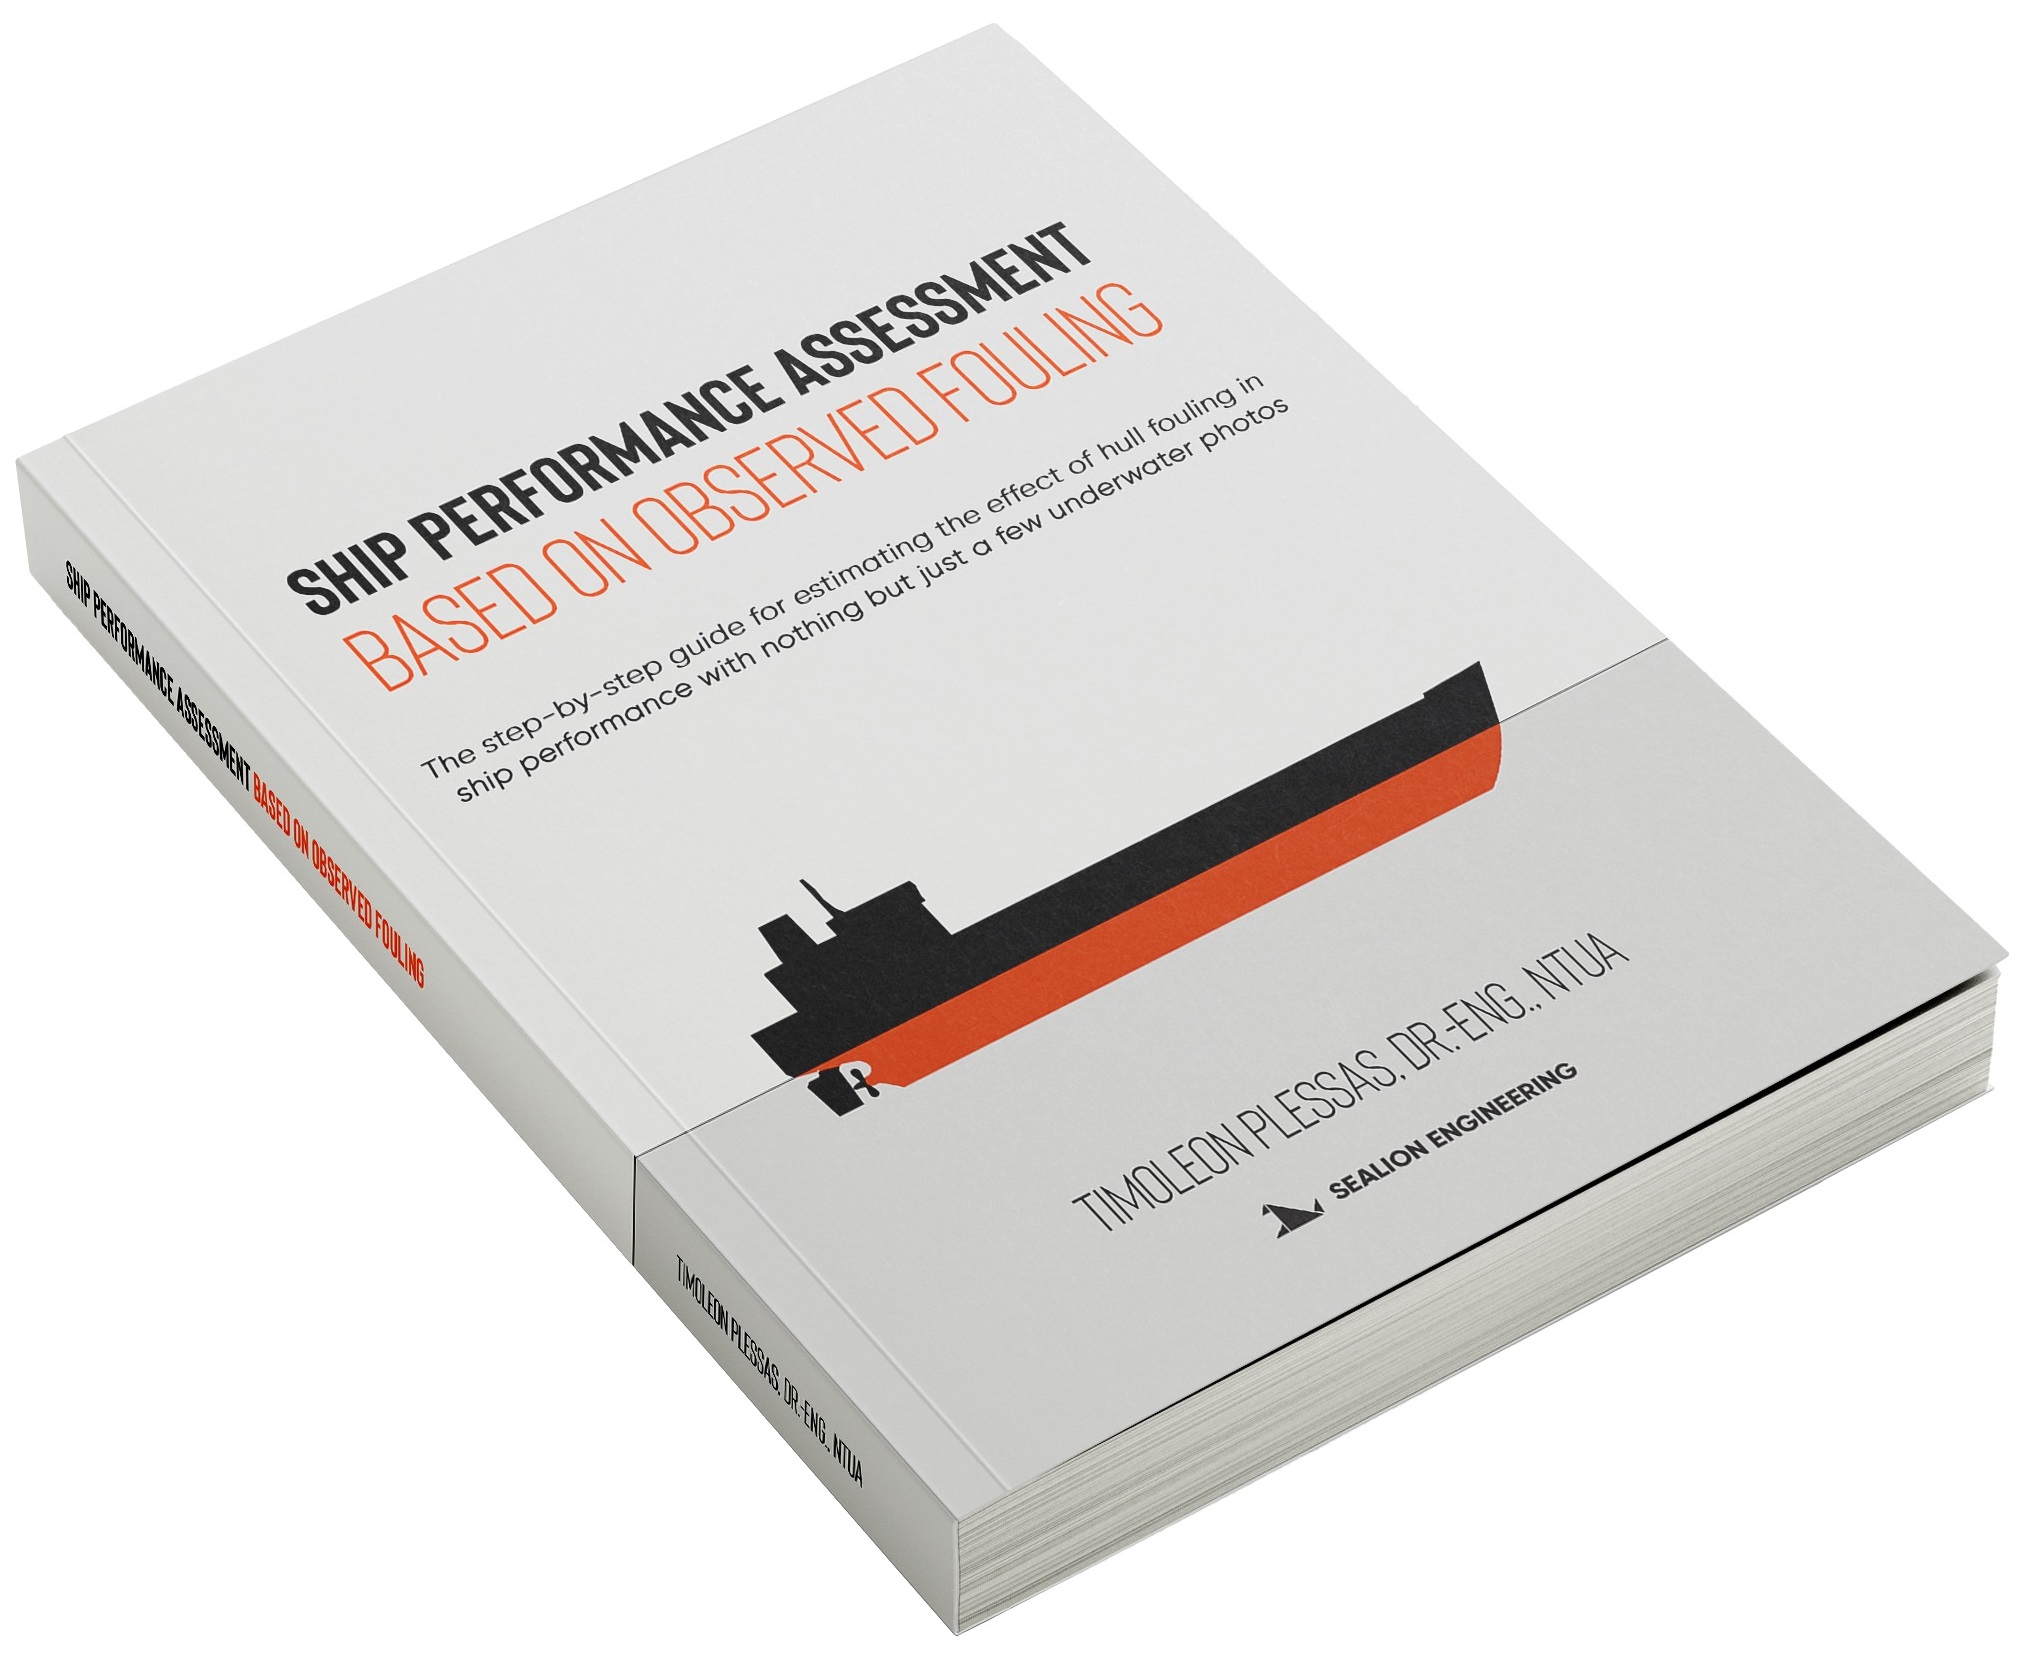 SHIP PERFORMANCE ASSESSMENT
BASED ON OBSERVED FOULING
The step-by-step guide for estimating the effect of hull fouling in
ship performance with nothing but just a few underwater photos
TIMOLEON PLESSAS, DR.-ENG., NTUA
SEALION ENGINEERING
SHIP PERFORMANCE ASSESSMENT BASED ON OBSERVED FOULING
TIMOLEON PLESSAS, DR.-ENG., NTUA